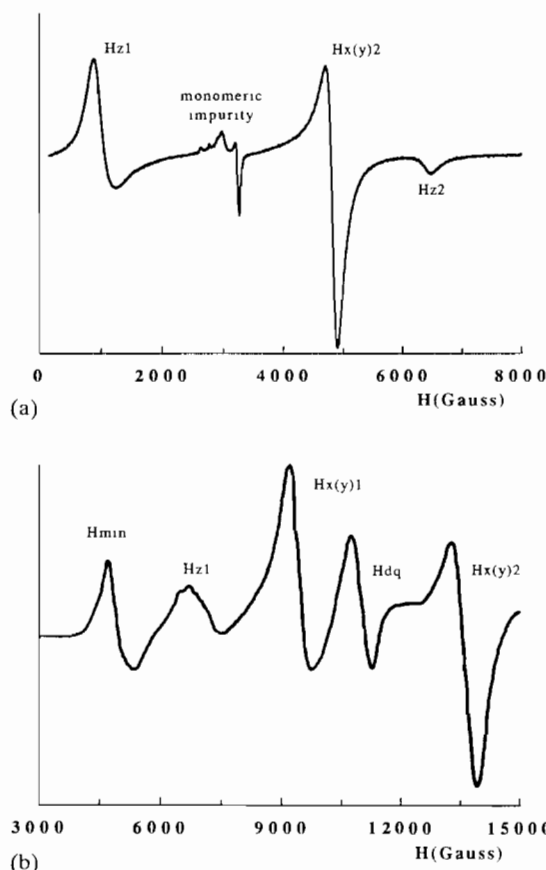 Hz1
Hx(y)2
monomeric
impurity
Hz2
0 2000 4000 6000 8000
H(Gauss)
(a)
Hx(y)1
Hmin
Hz1
Hdq
Hx(y)2
3000 6000 9000 12000 15000
H(Gauss)
(b)